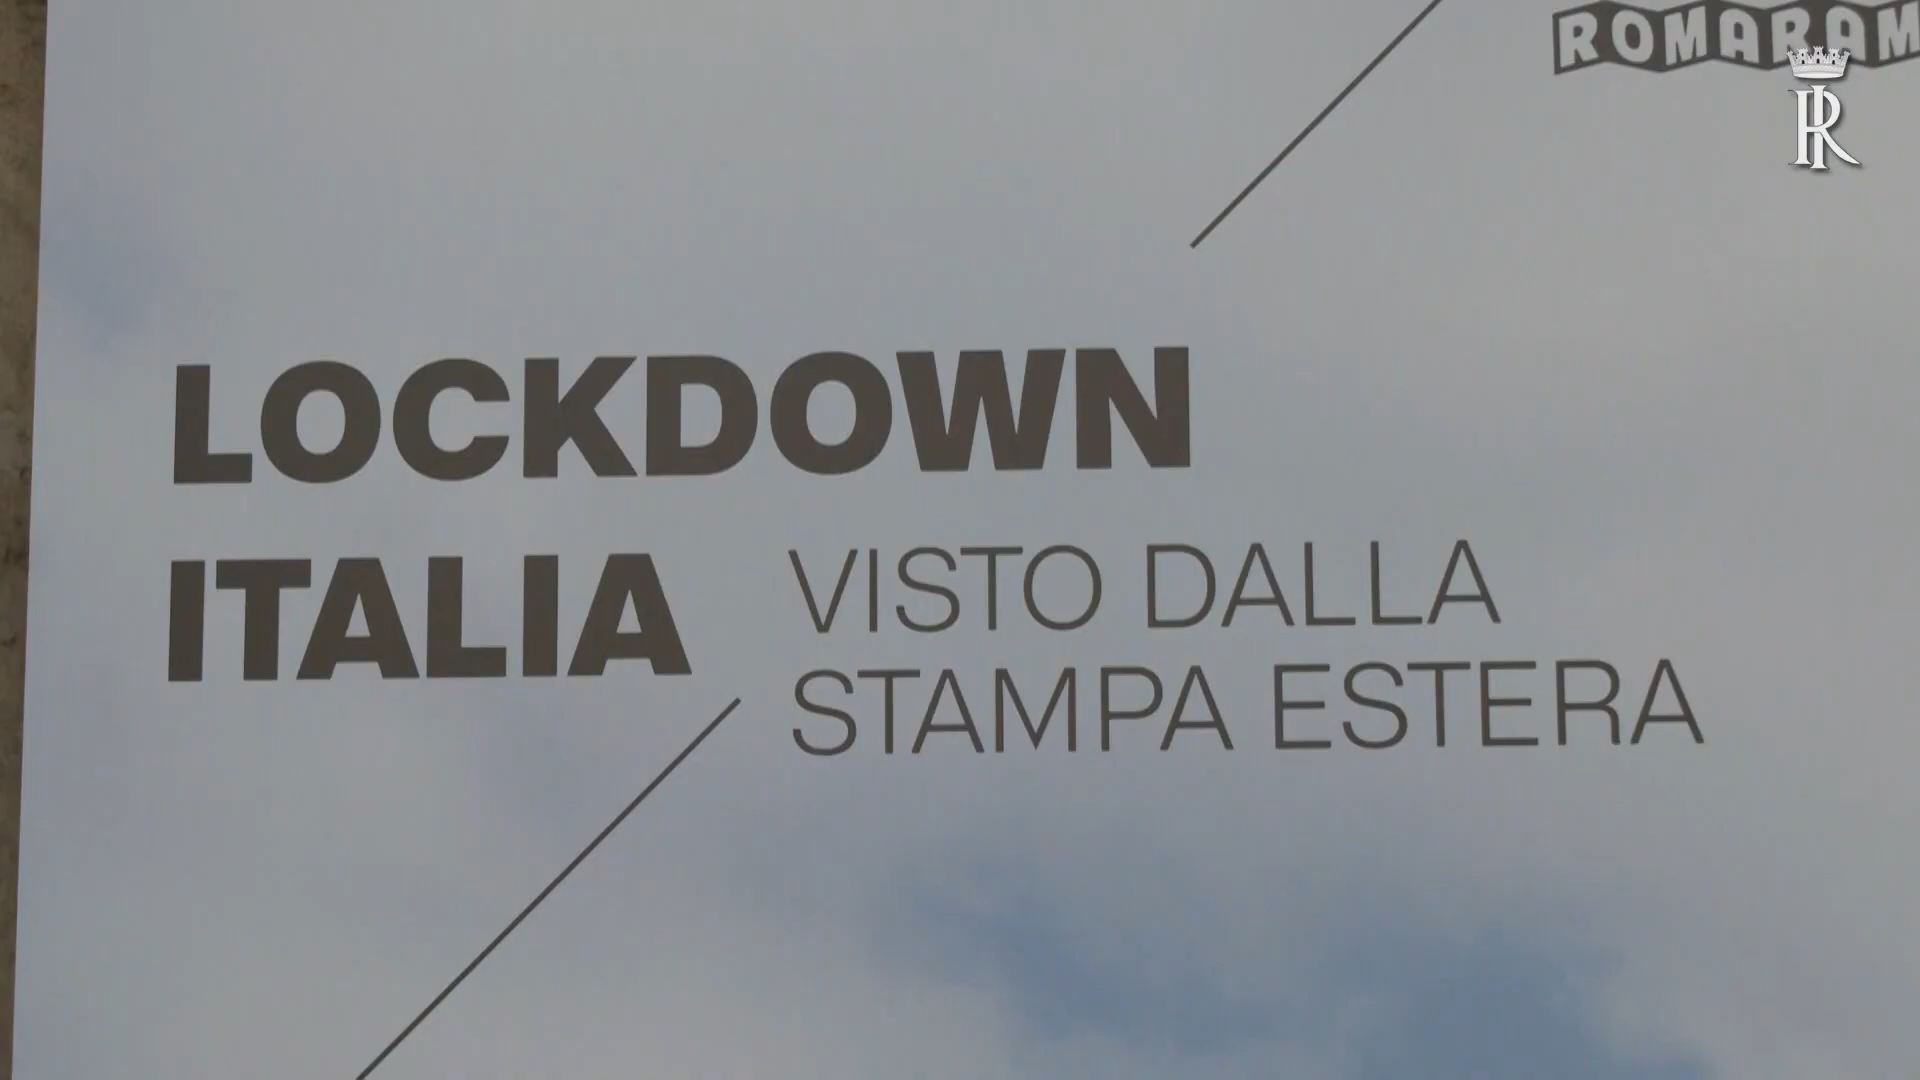 ROMARAM
LOCKDOWN
ITALIA
VISTO DALLA
STAMPA ESTERA